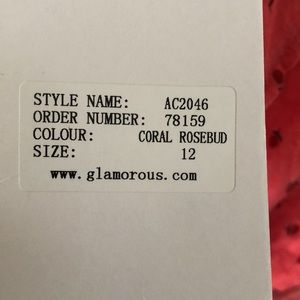 STYLE NAME: AC2046
ORDER NUMBER: 78159
COLOUR: CORAL ROSEBUD
SIZE: 12
www.glamorous.com